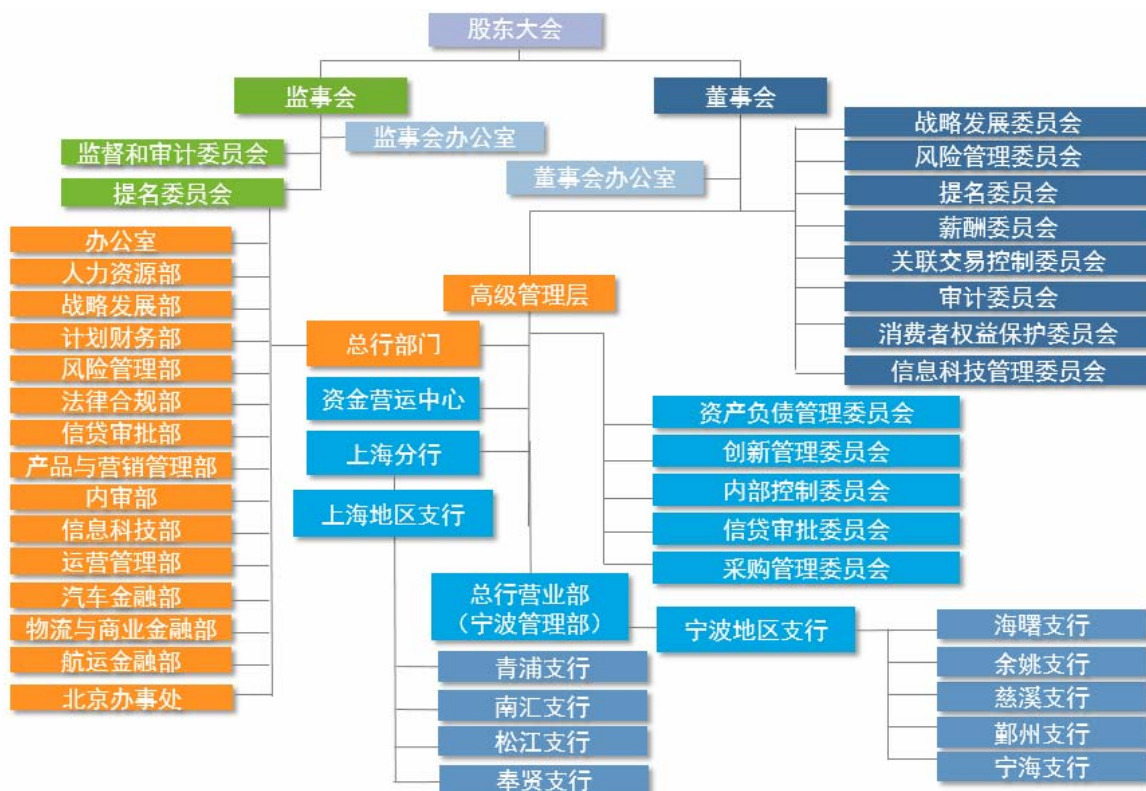 股东大会
监事会
董事会
监事会办公室
监督和审计委员会
提名委员会
董事会办公室
战略发展委员会
风险管理委员会
提名委员会
薪酬委员会
关联交易控制委员会
审计委员会
消费者权益保护委员会
信息科技管理委员会
高级管理层
总行部门
办公室
人力资源部
战略发展部
计划财务部
风险管理部
法律合规部
信贷审批部
产品与营销管理部
内审部
信息科技部
运营管理部
汽车金融部
物流与商业金融部
航运金融部
北京办事处
资金营运中心
上海分行
上海地区支行
资产负债管理委员会
创新管理委员会
内部控制委员会
信贷审批委员会
采购管理委员会
总行营业部
（宁波管理部）
宁波地区支行
青浦支行
南汇支行
松江支行
奉贤支行
海曙支行
余姚支行
慈溪支行
鄞州支行
宁海支行